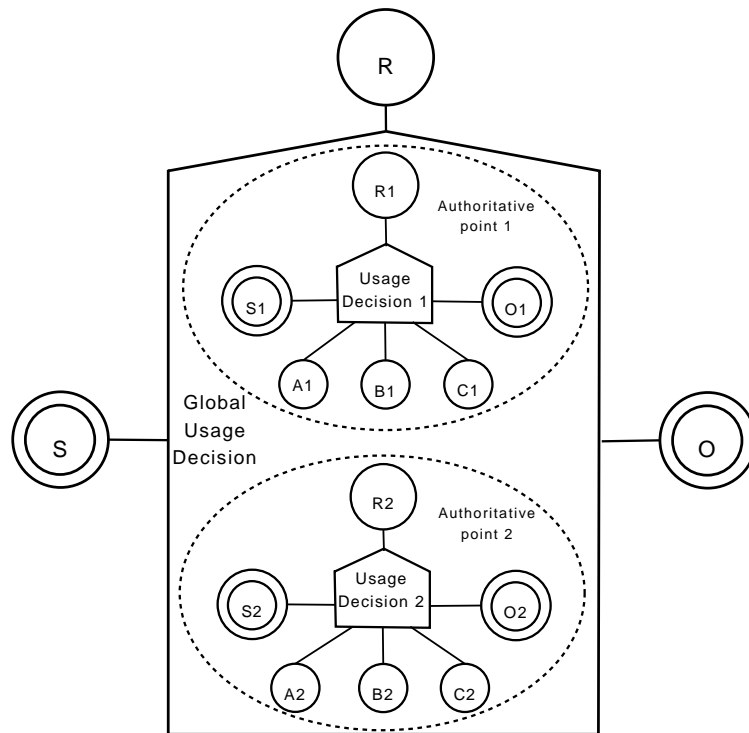 R
R1
Authoritative
point 1
Usage
Decision 1
S1
O1
A1
B1
C1
Global
Usage
Decision
S
O
R2
Authoritative
point 2
Usage
Decision 2
S2
O2
A2
B2
C2